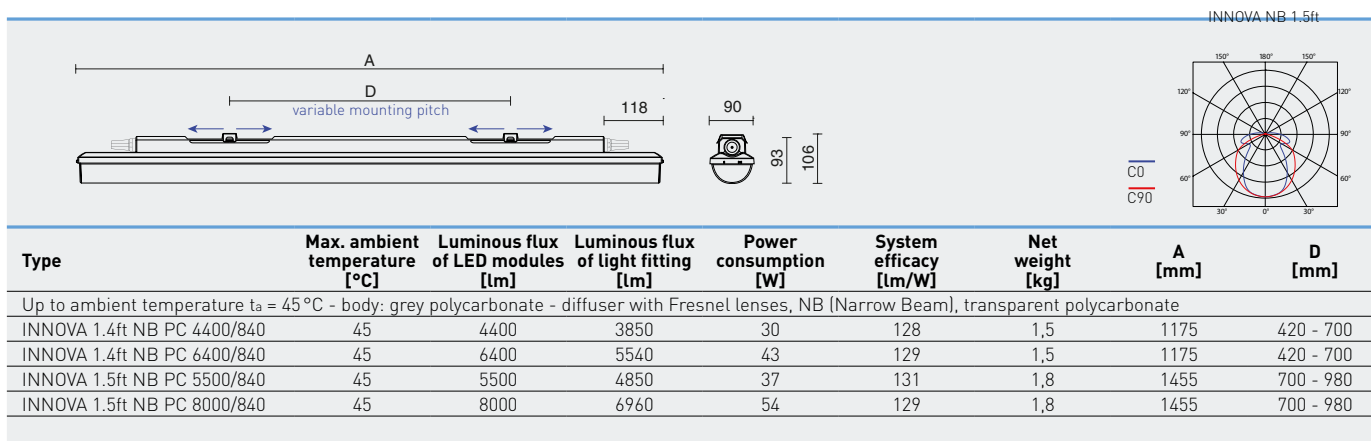 INNOVA NB 1.5ft
A
D
variable mounting pitch
118
90
93
106
150° 180° 150°
120° 120°
90° 90°
60° 60°
30° 0° 30°
C0
C90
Type Max. ambient temperature [°C] Luminous flux of LED modules [lm] Luminous flux of light fitting [lm] Power consumption [W] System efficacy [lm/W] Net weight [kg] A [mm] D [mm]
Up to ambient temperature ta = 45°C - body: grey polycarbonate - diffuser with Fresnel lenses, NB (Narrow Beam), transparent polycarbonate
INNOVA 1.4ft NB PC 4400/840 45 4400 3850 30 128 1,5 1175 420 - 700
INNOVA 1.4ft NB PC 6400/840 45 6400 5540 43 129 1,5 1175 420 - 700
INNOVA 1.5ft NB PC 5500/840 45 5500 4850 37 131 1,8 1455 700 - 980
INNOVA 1.5ft NB PC 8000/840 45 8000 6960 54 129 1,8 1455 700 - 980